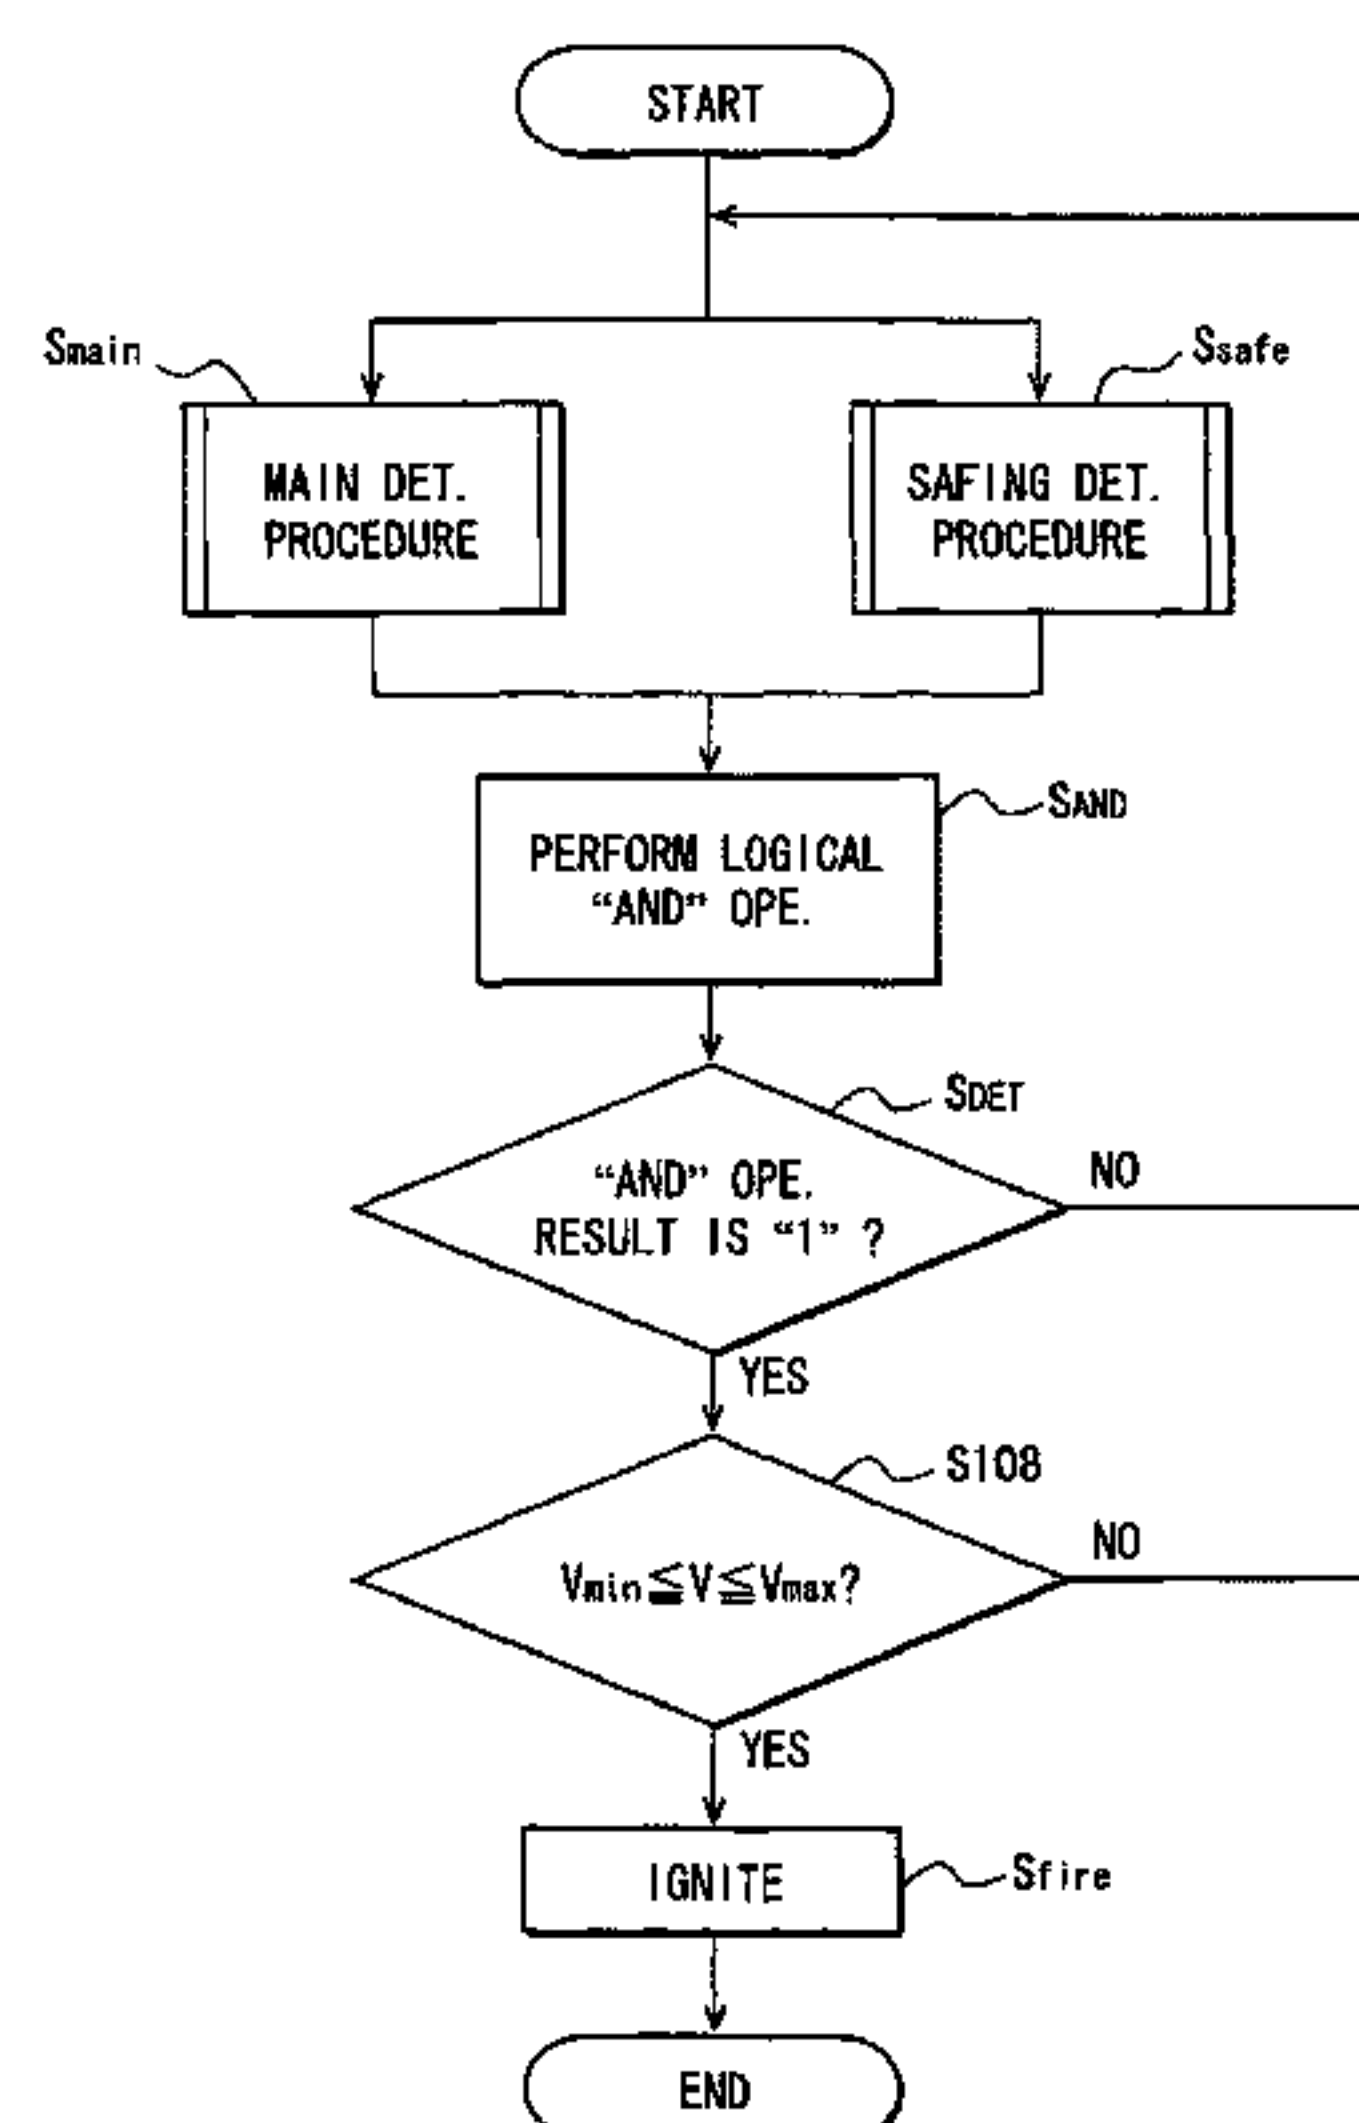 START
Smain
Ssafe
MAIN DET.
PROCEDURE
SAFING DET.
PROCEDURE
SAND
PERFORM LOGICAL
“AND” OPE.
SDET
“AND” OPE.
RESULT IS “1” ?
NO
YES
S108
Vmin≦V≦Vmax?
NO
YES
IGNITE
Sfire
END